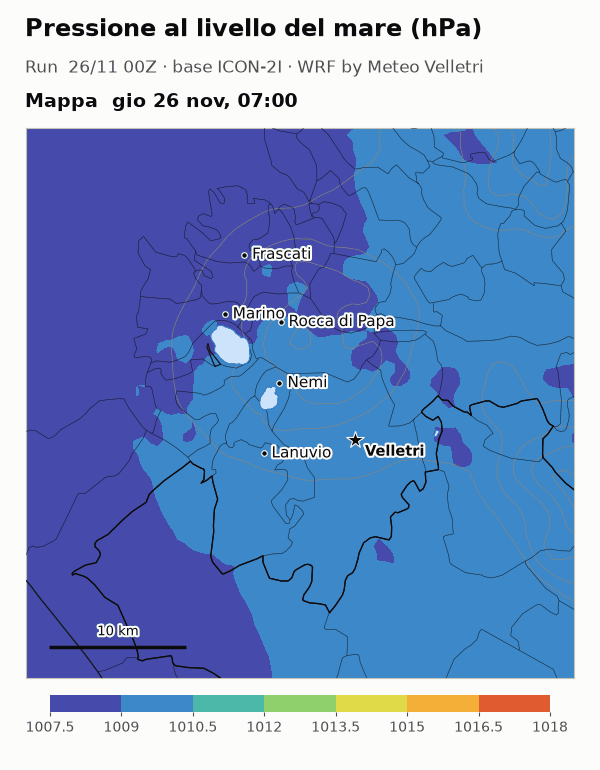 Pressione al livello del mare (hPa)
Run  26/11 00Z · base ICON-2I · WRF by Meteo Velletri
Mappa  gio 26 nov, 07:00
Frascati
Marino
Rocca di Papa
Nemi
Velletri
Lanuvio
10 km
1007.5 1009 1010.5 1012 1013.5 1015 1016.5 1018